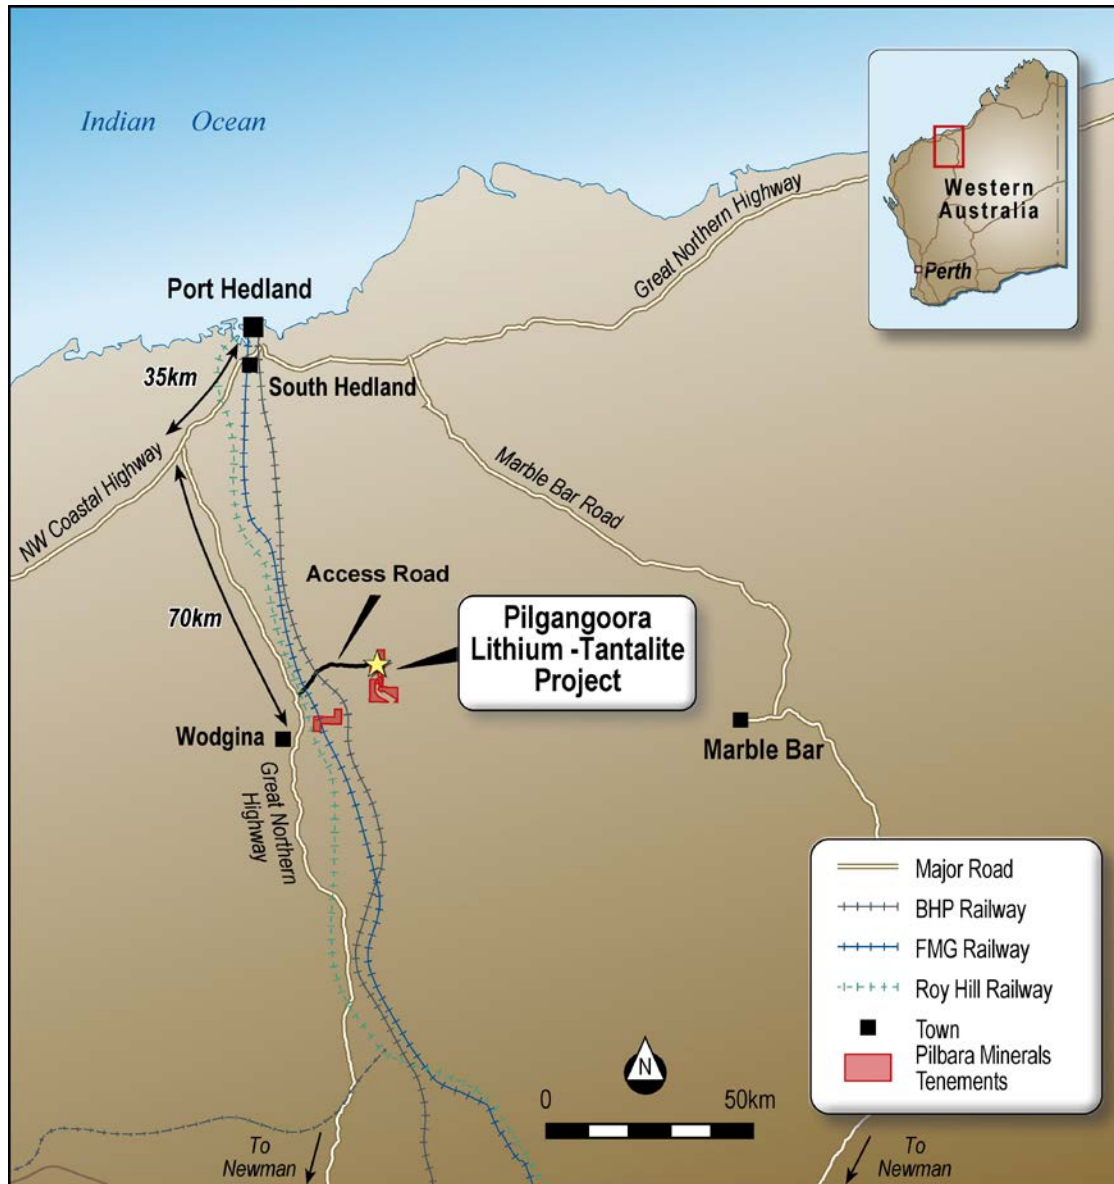 Indian Ocean
Great Northern Highway
Western
Australia
Perth
Port Hedland
35km
South Hedland
NW Coastal Highway
Marble Bar Road
70km
Access Road
Pilgangoora
Lithium -Tantalite
Project
Wodgina
Marble Bar
Great Northern
Highway
Major Road
BHP Railway
FMG Railway
Roy Hill Railway
Town
Pilbara Minerals
Tenements
N
0 50km
To
Newman
To
Newman